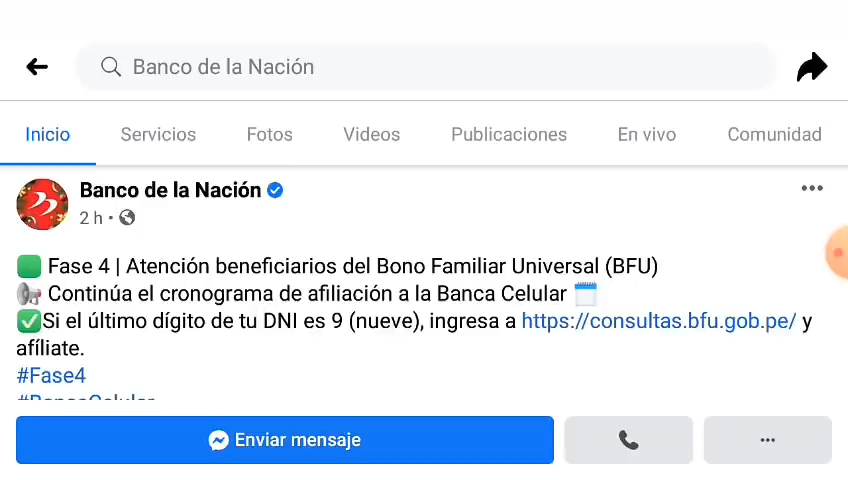 Banco de la Nación
Inicio
Servicios
Fotos
Videos
Publicaciones
En vivo
Comunidad
Banco de la Nación
2 h
Fase 4 | Atención beneficiarios del Bono Familiar Universal (BFU)
Continúa el cronograma de afiliación a la Banca Celular
Si el último dígito de tu DNI es 9 (nueve), ingresa a https://consultas.bfu.gob.pe/ y
afíliate.
#Fase4
#BancaCelular
Enviar mensaje